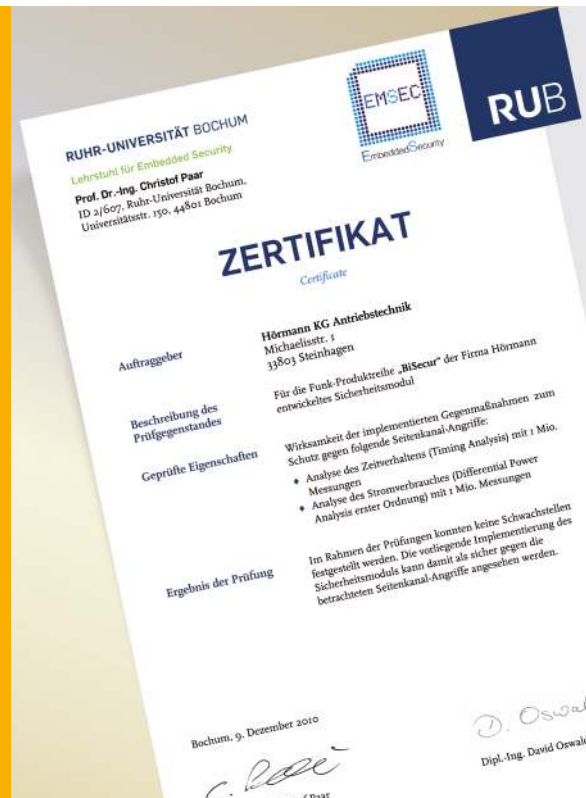 RUHR-UNIVERSITÄT BOCHUM
Lehrstuhl für Embedded Security
Prof. Dr.-Ing. Christof Paar
ID 2/607, Ruhr-Universität Bochum,
Universitätsstr. 150, 44801 Bochum
EMSEC
EmbeddedSecurity
RUB
ZERTIFIKAT
Certificate
Auftraggeber
Hörmann KG Antriebstechnik
Michaelisstr. 1
33803 Steinhagen
Beschreibung des
Prüfgegenstandes
Für die Funk-Produktreihe „BiSecur" der Firma Hörmann
entwickeltes Sicherheitsmodul
Geprüfte Eigenschaften
Wirksamkeit der implementierten Gegenmaßnahmen zum
Schutz gegen folgende Seitenkanal-Angriffe:
♦ Analyse des Zeitverhaltens (Timing Analysis) mit 1 Mio.
Messungen
♦ Analyse des Stromverbrauches (Differential Power
Analysis erster Ordnung) mit 1 Mio. Messungen
Ergebnis der Prüfung
Im Rahmen der Prüfungen konnten keine Schwachstellen
festgestellt werden. Die vorliegende Implementierung des
Sicherheitsmoduls kann damit als sicher gegen die
betrachteten Seitenkanal-Angriffe angesehen werden.
Bochum, 9. Dezember 2010
D. Oswal
Dipl.-Ing. David Oswald
Paar